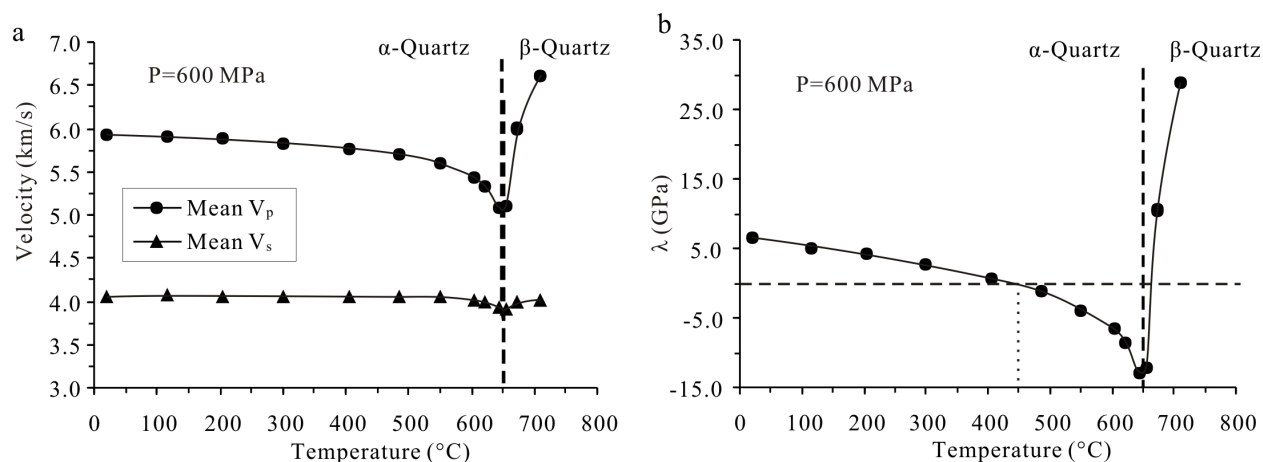 a
7.0
6.5
6.0
5.5
5.0
4.5
4.0
3.5
3.0
Velocity (km/s)
α-Quartz
β-Quartz
P=600 MPa
Mean Vp
Mean Vs
0 100 200 300 400 500 600 700 800
Temperature (°C)
b
35.0
25.0
15.0
5.0
-5.0
-15.0
λ (GPa)
α-Quartz
β-Quartz
P=600 MPa
0 100 200 300 400 500 600 700 800
Temperature (°C)